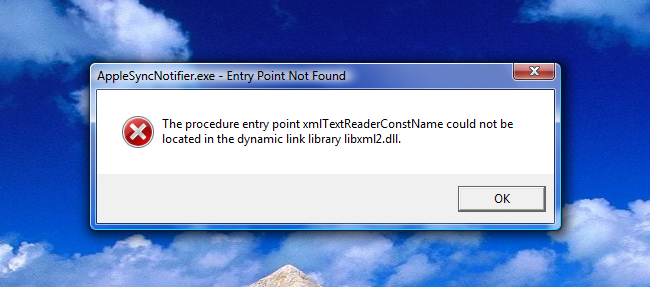 AppleSyncNotifier.exe - Entry Point Not Found
The procedure entry point xmlTextReaderConstName could not be
located in the dynamic link library libxml2.dll.
OK